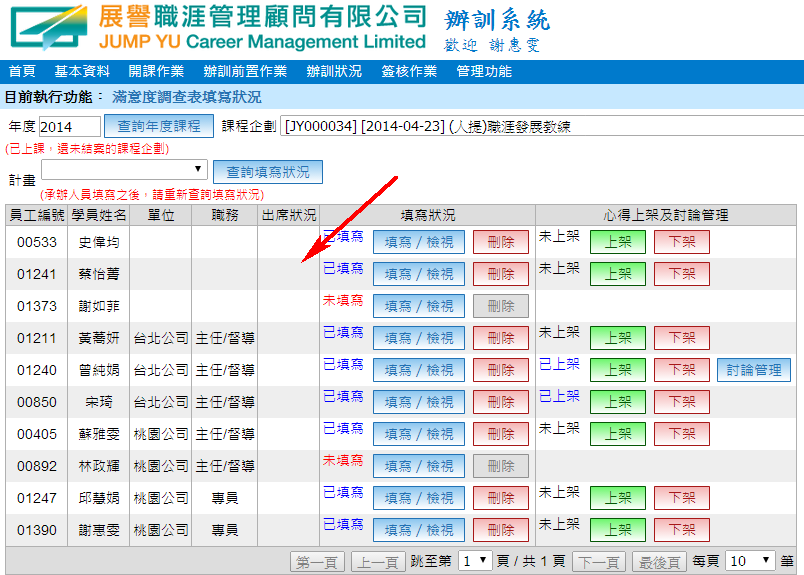 展譽職涯管理顧問有限公司 辦訓系統
JUMP YU Career Management Limited 歡迎 謝惠雯
首頁 基本資料 開課作業 辦訓前置作業 辦訓狀況 簽核作業 管理功能
目前執行功能： 滿意度調查表填寫狀況
年度 2014 查詢年度課程 課程企劃 [JY000034] [2014-04-23] (人提)職涯發展教練
(已上課，還未結案的課程企劃)
計畫 查詢填寫狀況
(承辦人員填寫之後，請重新查詢填寫狀況)
員工編號 學員姓名 單位 職務 出席狀況 填寫狀況 心得上架及討論管理
00533 史偉均 已填寫 填寫 / 檢視 刪除 未上架 上架 下架
01241 蔡怡菁 已填寫 填寫 / 檢視 刪除 未上架 上架 下架
01373 謝如菲 未填寫 填寫 / 檢視 刪除
01211 黃蕎妍 台北公司 主任/督導 已填寫 填寫 / 檢視 刪除 未上架 上架 下架
01240 曾純娟 台北公司 主任/督導 已填寫 填寫 / 檢視 刪除 已上架 上架 下架 討論管理
00850 宋琦 台北公司 主任/督導 已填寫 填寫 / 檢視 刪除 已上架 上架 下架
00405 蘇雅雯 桃園公司 主任/督導 已填寫 填寫 / 檢視 刪除 未上架 上架 下架
00892 林政輝 桃園公司 主任/督導 未填寫 填寫 / 檢視 刪除
01247 邱慧娟 桃園公司 專員 已填寫 填寫 / 檢視 刪除 未上架 上架 下架
01390 謝惠雯 桃園公司 專員 已填寫 填寫 / 檢視 刪除 未上架 上架 下架
第一頁 上一頁 跳至第 1 頁 / 共 1 頁 下一頁 最後頁 每頁 10 筆